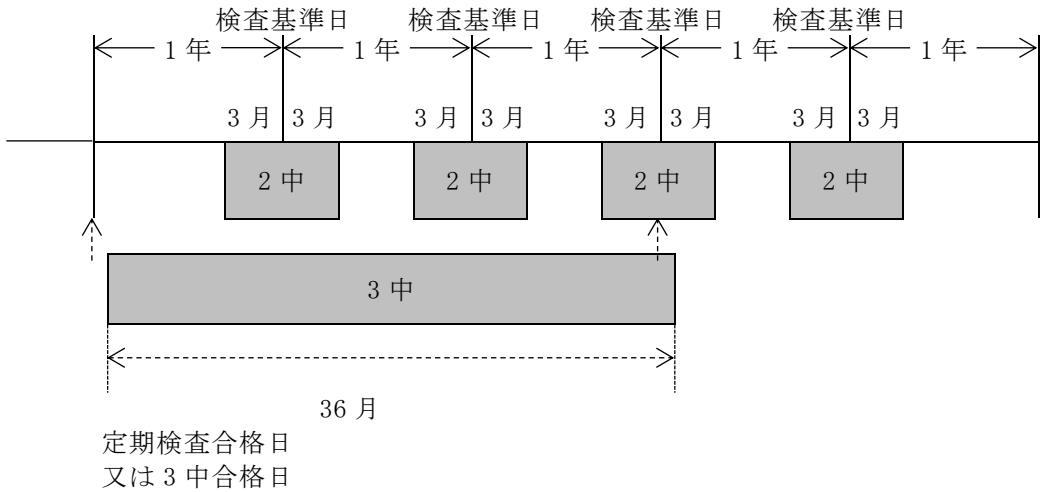 検査基準日 検査基準日 検査基準日 検査基準日
1年 1年 1年 1年 1年
3月 3月 3月 3月 3月 3月 3月 3月
2中 2中 2中 2中
3中
36月
定期検査合格日
又は3中合格日